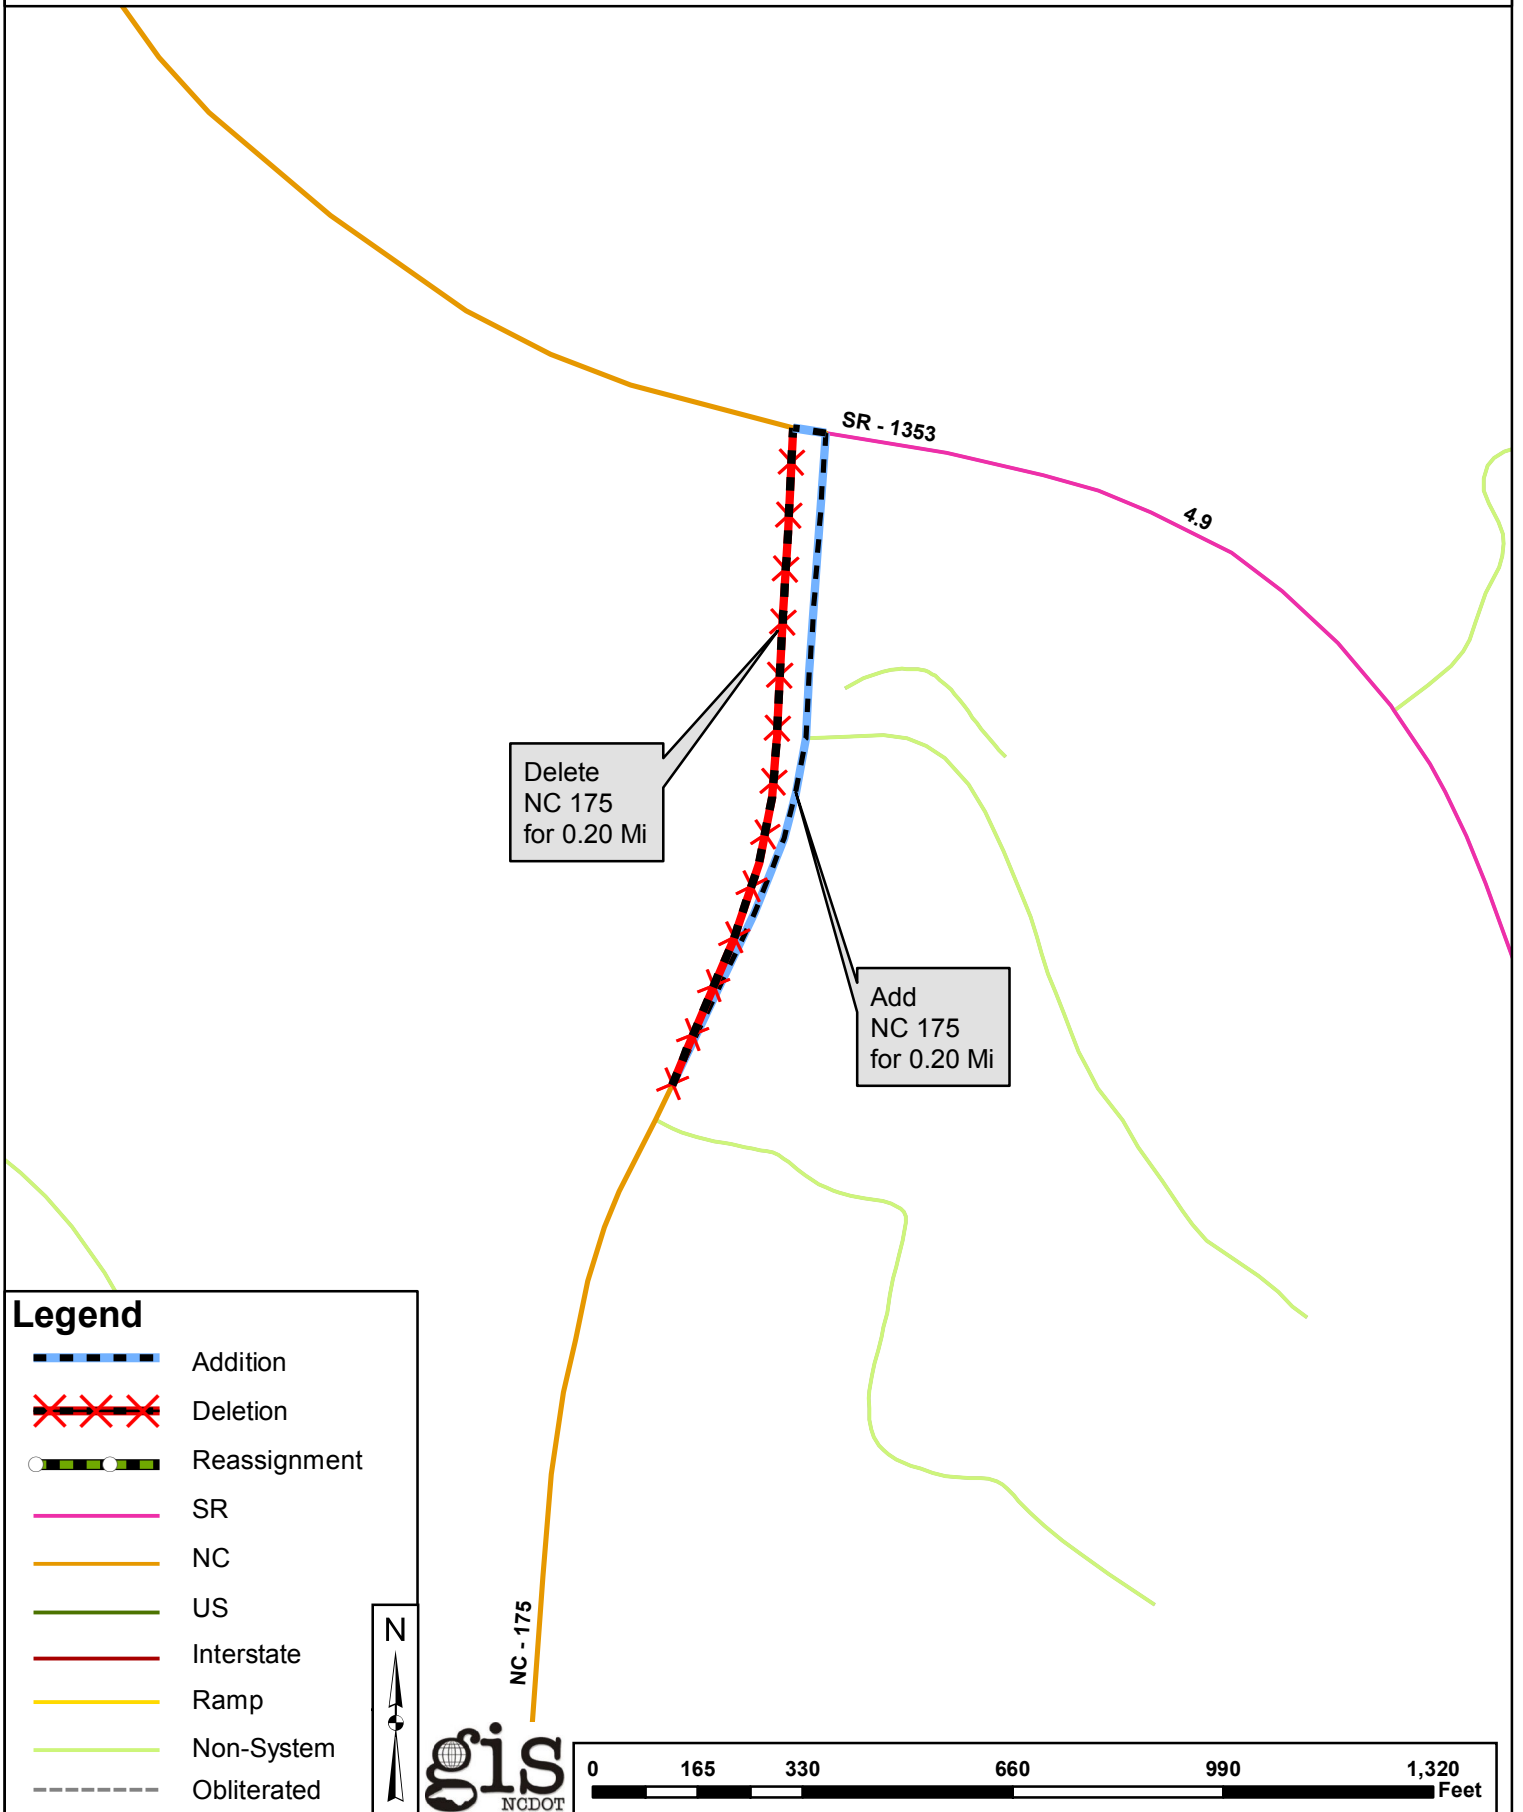 SR - 1353
4.9
Delete
NC 175
for 0.20 Mi
Add
NC 175
for 0.20 Mi
NC - 175
Legend
Addition
Deletion
Reassignment
SR
NC
US
Interstate
Ramp
Non-System
Obliterated
N
gis
NCDOT
0 165 330 660 990 1,320
Feet